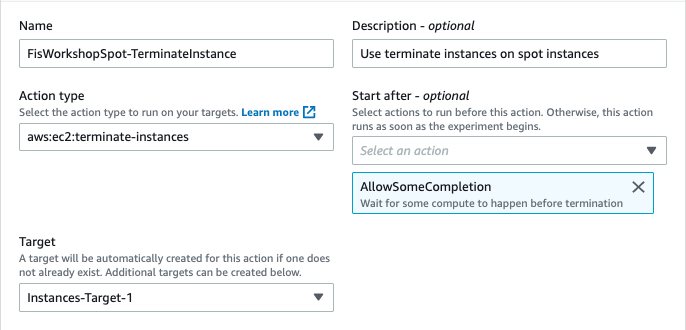 Name
FisWorkshopSpot-TerminateInstance
Description - optional
Use terminate instances on spot instances
Action type
Select the action type to run on your targets. Learn more
aws:ec2:terminate-instances
Start after - optional
Select actions to run before this action. Otherwise, this action
runs as soon as the experiment begins.
Select an action
AllowSomeCompletion
Wait for some compute to happen before termination
Target
A target will be automatically created for this action if one does
not already exist. Additional targets can be created below.
Instances-Target-1